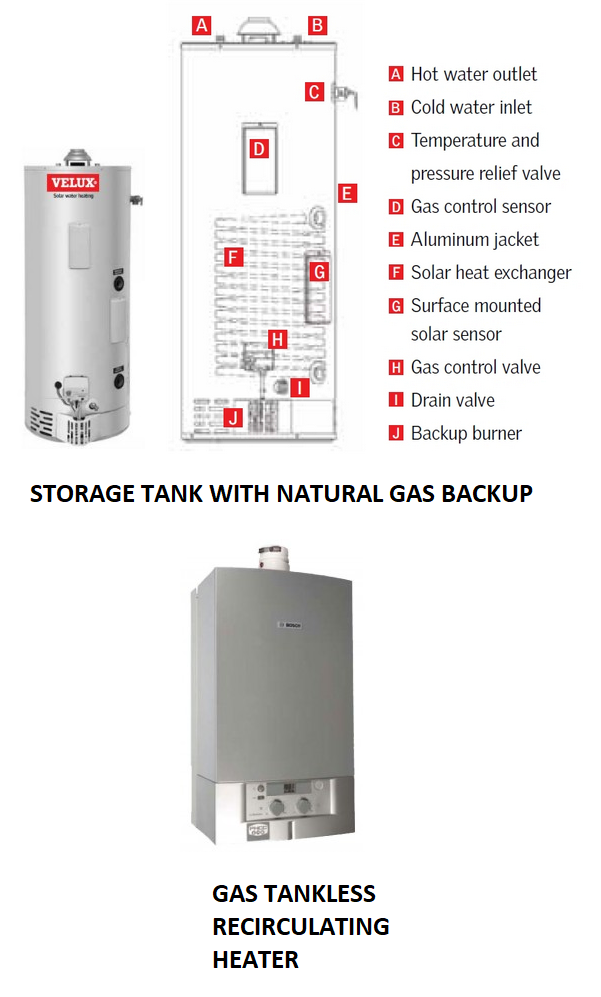 A
B
C
D
E
F
G
H
I
J
VELUX
Solar water heating
A Hot water outlet
B Cold water inlet
C Temperature and
pressure relief valve
D Gas control sensor
E Aluminum jacket
F Solar heat exchanger
G Surface mounted
solar sensor
H Gas control valve
I Drain valve
J Backup burner
STORAGE TANK WITH NATURAL GAS BACKUP
BOSCH
GAS TANKLESS
RECIRCULATING
HEATER